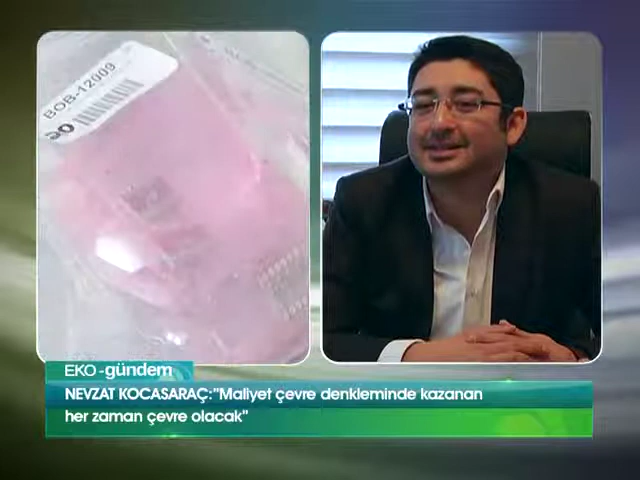 BOB-12009
EKO-gündem
NEVZAT KOCASARAÇ:"Maliyet çevre denkleminde kazanan
her zaman çevre olacak"